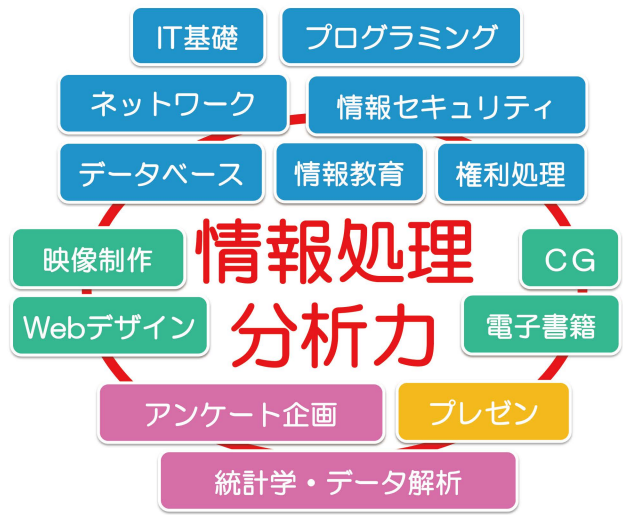 IT基礎 プログラミング
ネットワーク 情報セキュリティ
データベース 情報教育 権利処理
映像制作 情報処理 CG
Webデザイン 分析力 電子書籍
アンケート企画 プレゼン
統計学・データ解析